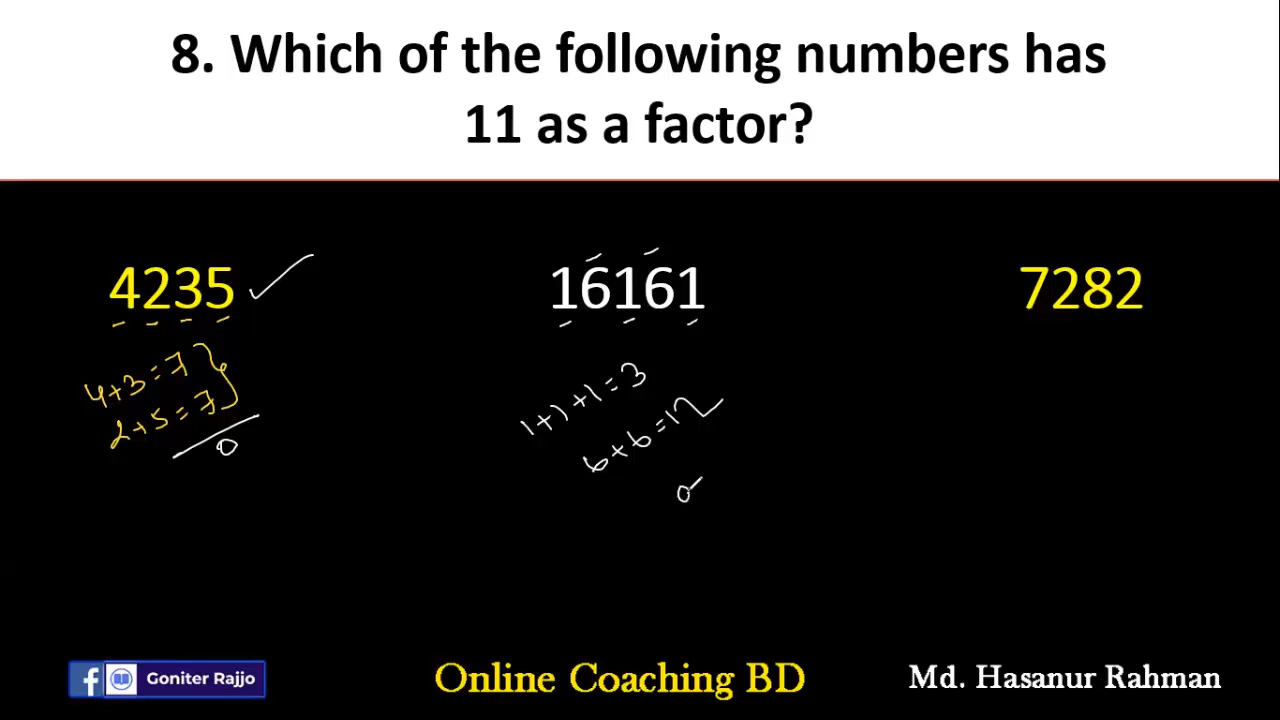 8. Which of the following numbers has
11 as a factor?
4235 16161 7282
4+3=7
2+5=7
0
1+1+1=3
6+6=12
0
Goniter Rajjo
Online Coaching BD
Md. Hasanur Rahman